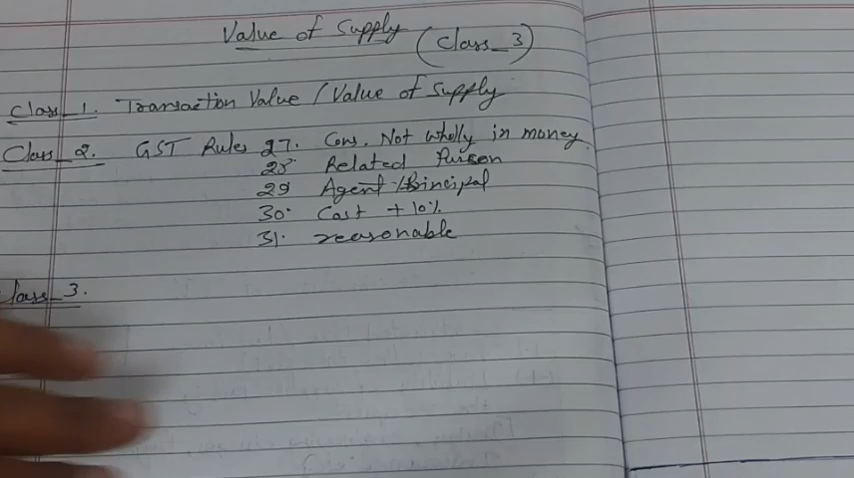 Value of Supply (Class_3)
Class_1. Transaction Value / Value of Supply
Class_2. GST Rules 27. Cons. Not wholly in money.
28. Related Person
29 Agent / Principal
30. Cost + 10%
31. reasonable
Class_3.